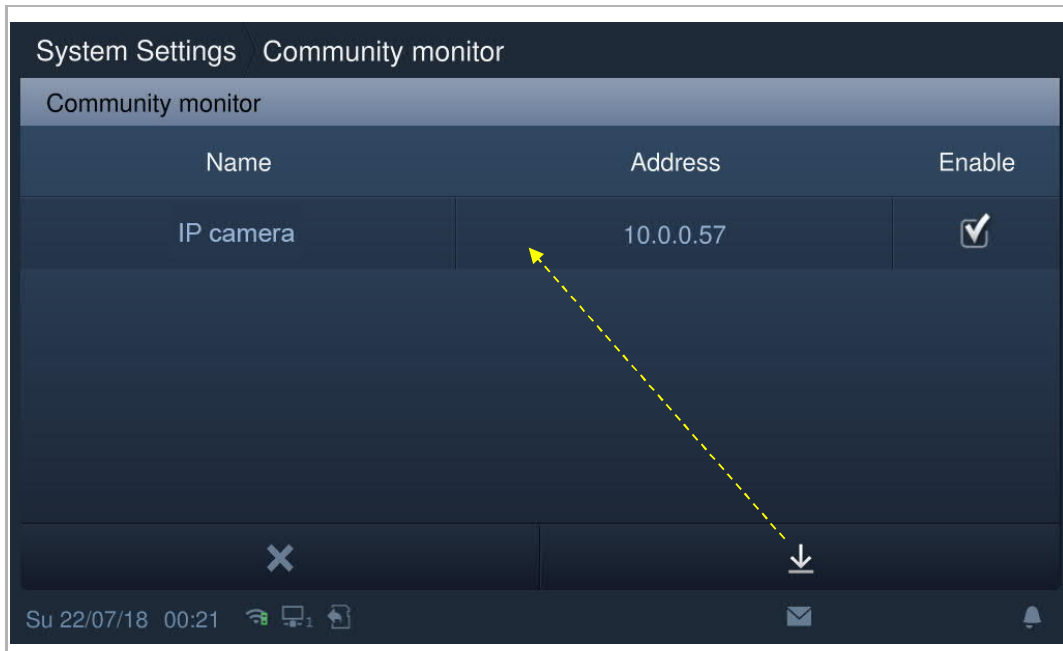 System Settings Community monitor
Community monitor
Name Address Enable
IP camera 10.0.0.57
Su 22/07/18 00:21 1